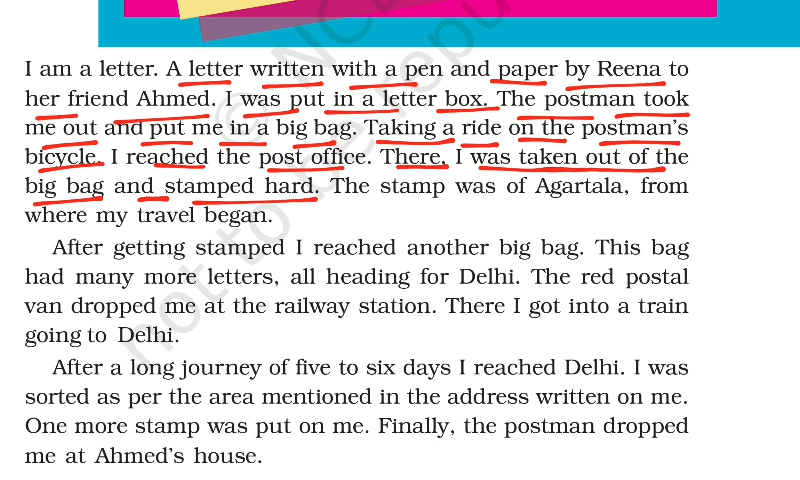 I am a letter. A letter written with a pen and paper by Reena to
her friend Ahmed. I was put in a letter box. The postman took
me out and put me in a big bag. Taking a ride on the postman's
bicycle. I reached the post office. There, I was taken out of the
big bag and stamped hard. The stamp was of Agartala, from
where my travel began.
After getting stamped I reached another big bag. This bag
had many more letters, all heading for Delhi. The red postal
van dropped me at the railway station. There I got into a train
going to Delhi.
After a long journey of five to six days I reached Delhi. I was
sorted as per the area mentioned in the address written on me.
One more stamp was put on me. Finally, the postman dropped
me at Ahmed's house.